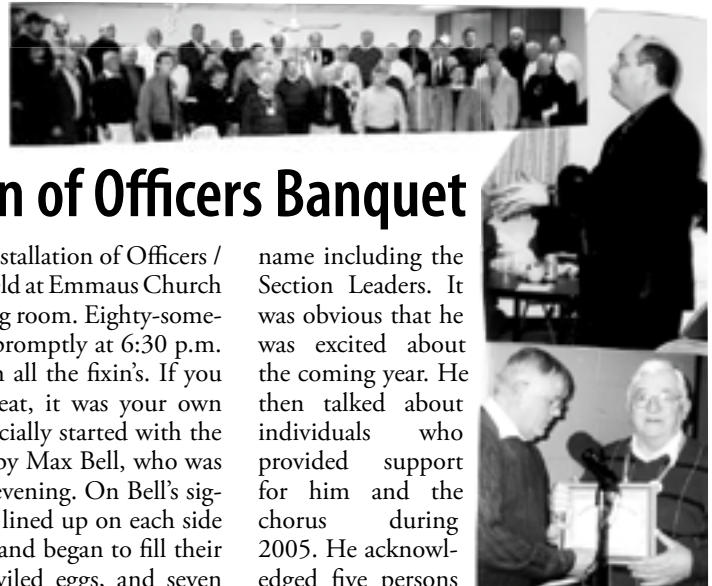 n of Officers Banquet
stallation of Officers /
ld at Emmaus Church
g room. Eighty-some-
promptly at 6:30 p.m.
n all the fixin's. If you
eat, it was your own
cially started with the
by Max Bell, who was
evening. On Bell's sig-
lined up on each side
and began to fill their
viled eggs, and seven
name including the
Section Leaders. It
was obvious that he
was excited about
the coming year. He
then talked about
individuals who
provided support
for him and the
chorus during
2005. He acknowl-
edged five persons